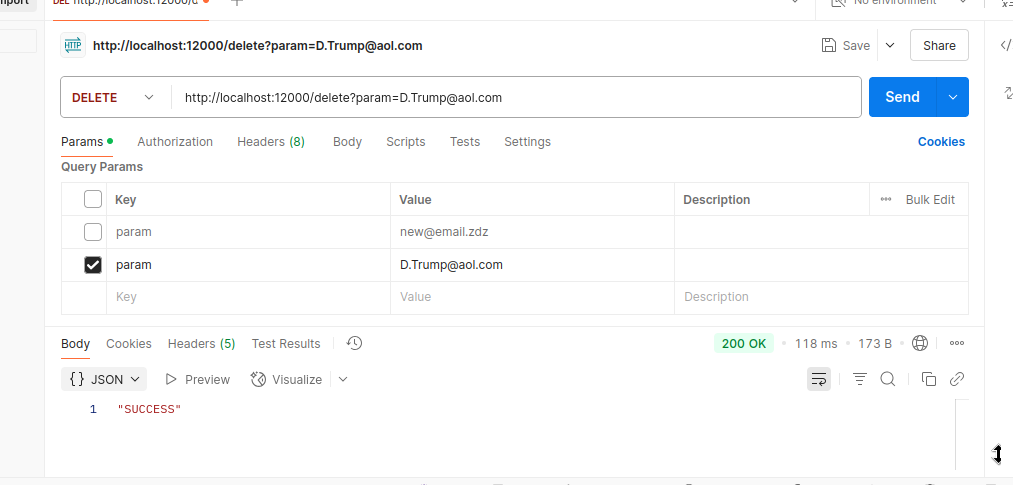 DEL http://localhost:12000/d
No environment
HTTP http://localhost:12000/delete?param=D.Trump@aol.com Save Share
DELETE http://localhost:12000/delete?param=D.Trump@aol.com Send
Params Authorization Headers (8) Body Scripts Tests Settings Cookies
Query Params
Key Value Description Bulk Edit
param new@email.zdz
param D.Trump@aol.com
Key Value Description
Body Cookies Headers (5) Test Results 200 OK 118 ms 173 B
{} JSON Preview Visualize
1 "SUCCESS"